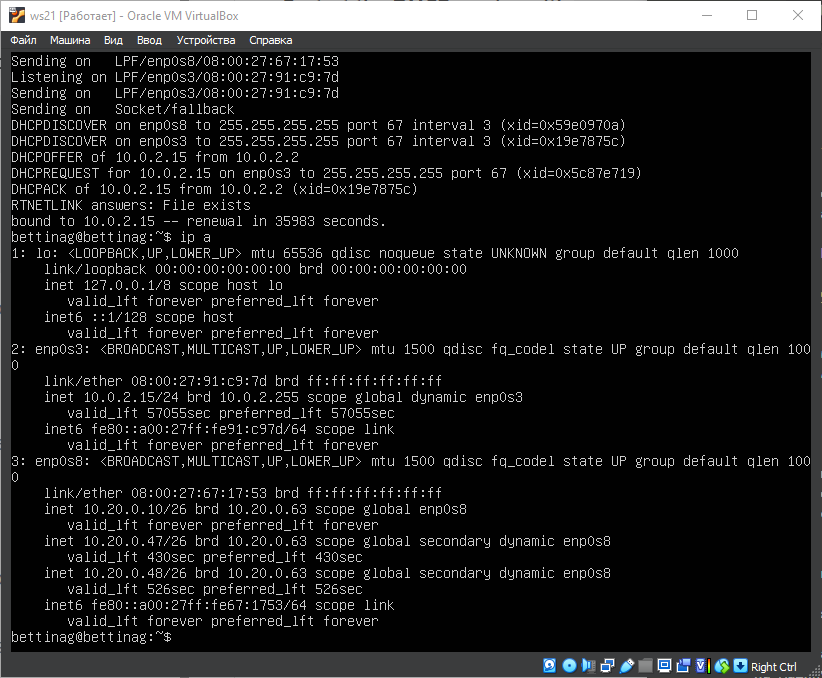 ws21 [Работает] - Oracle VM VirtualBox
Файл Машина Вид Ввод Устройства Справка
Sending on   LPF/enp0s8/08:00:27:67:17:53
Listening on LPF/enp0s3/08:00:27:91:c9:7d
Sending on   LPF/enp0s3/08:00:27:91:c9:7d
Sending on   Socket/fallback
DHCPDISCOVER on enp0s8 to 255.255.255.255 port 67 interval 3 (xid=0x59e0970a)
DHCPDISCOVER on enp0s3 to 255.255.255.255 port 67 interval 3 (xid=0x19e7875c)
DHCPOFFER of 10.0.2.15 from 10.0.2.2
DHCPREQUEST for 10.0.2.15 on enp0s3 to 255.255.255.255 port 67 (xid=0x5c87e719)
DHCPACK of 10.0.2.15 from 10.0.2.2 (xid=0x19e7875c)
RTNETLINK answers: File exists
bound to 10.0.2.15 -- renewal in 35983 seconds.
bettinag@bettinag:~$ ip a
1: lo: <LOOPBACK,UP,LOWER_UP> mtu 65536 qdisc noqueue state UNKNOWN group default qlen 1000
    link/loopback 00:00:00:00:00:00 brd 00:00:00:00:00:00
    inet 127.0.0.1/8 scope host lo
       valid_lft forever preferred_lft forever
    inet6 ::1/128 scope host
       valid_lft forever preferred_lft forever
2: enp0s3: <BROADCAST,MULTICAST,UP,LOWER_UP> mtu 1500 qdisc fq_codel state UP group default qlen 100
0
    link/ether 08:00:27:91:c9:7d brd ff:ff:ff:ff:ff:ff
    inet 10.0.2.15/24 brd 10.0.2.255 scope global dynamic enp0s3
       valid_lft 57055sec preferred_lft 57055sec
    inet6 fe80::a00:27ff:fe91:c97d/64 scope link
       valid_lft forever preferred_lft forever
3: enp0s8: <BROADCAST,MULTICAST,UP,LOWER_UP> mtu 1500 qdisc fq_codel state UP group default qlen 100
0
    link/ether 08:00:27:67:17:53 brd ff:ff:ff:ff:ff:ff
    inet 10.20.0.10/26 brd 10.20.0.63 scope global enp0s8
       valid_lft forever preferred_lft forever
    inet 10.20.0.47/26 brd 10.20.0.63 scope global secondary dynamic enp0s8
       valid_lft 430sec preferred_lft 430sec
    inet 10.20.0.48/26 brd 10.20.0.63 scope global secondary dynamic enp0s8
       valid_lft 526sec preferred_lft 526sec
    inet6 fe80::a00:27ff:fe67:1753/64 scope link
       valid_lft forever preferred_lft forever
bettinag@bettinag:~$
Right Ctrl